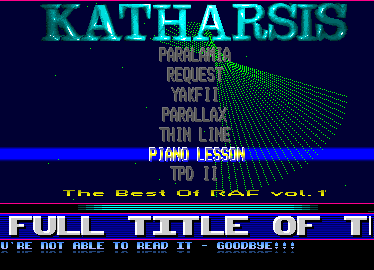 KATHARSIS
PARALAMIA
REQUEST
YAKFII
PARALLAX
THIN LINE
PIANO LESSON
TPD II
The Best Of RAF vol.1
FULL TITLE OF T
U'RE NOT ABLE TO READ IT - GOODBYE!!!